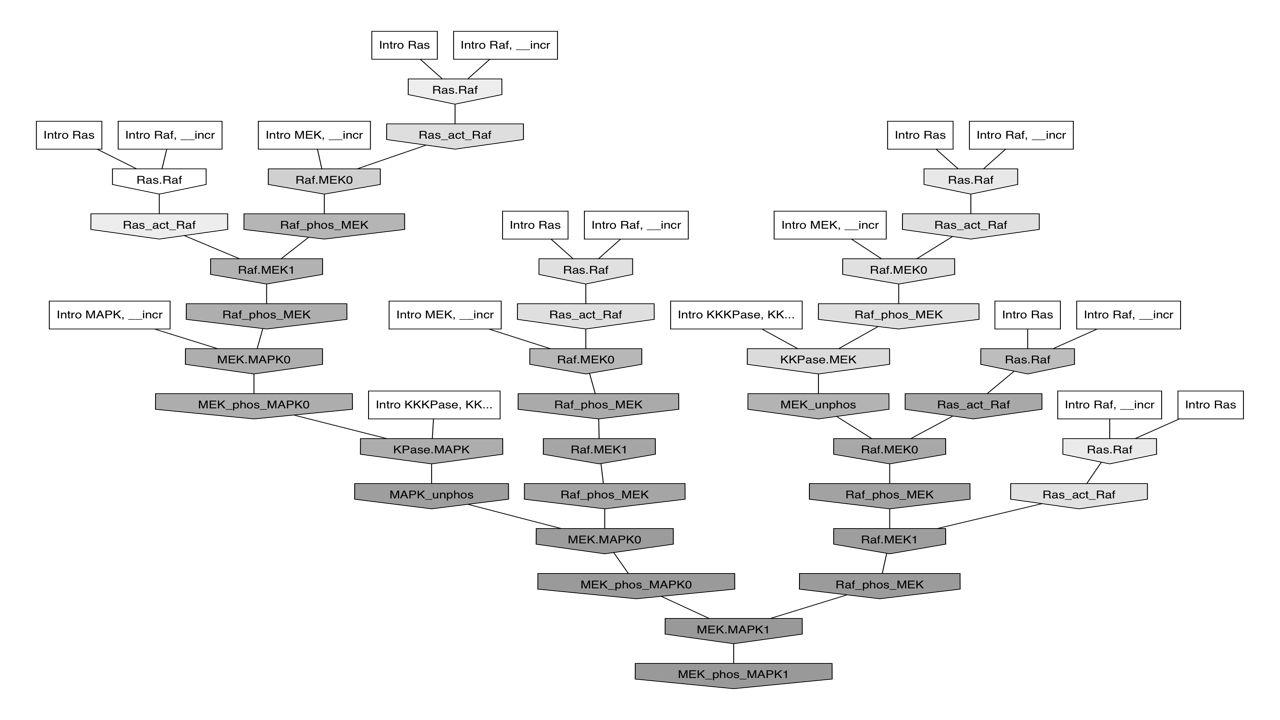 Intro Ras
Intro Raf, __incr
Ras.Raf
Intro Ras
Intro Raf, __incr
Intro MEK, __incr
Ras_act_Raf
Intro Ras
Intro Raf, __incr
Ras.Raf
Raf.MEK0
Ras.Raf
Ras_act_Raf
Raf_phos_MEK
Intro Ras
Intro Raf, __incr
Intro MEK, __incr
Ras_act_Raf
Raf.MEK1
Ras.Raf
Raf.MEK0
Intro MAPK, __incr
Raf_phos_MEK
Intro MEK, __incr
Ras_act_Raf
Intro KKKPase, KK...
Raf_phos_MEK
Intro Ras
Intro Raf, __incr
MEK.MAPK0
Raf.MEK0
KKPase.MEK
Ras.Raf
MEK_phos_MAPK0
Intro KKKPase, KK...
Raf_phos_MEK
MEK_unphos
Ras_act_Raf
Intro Raf, __incr
Intro Ras
KPase.MAPK
Raf.MEK1
Raf.MEK0
Ras.Raf
MAPK_unphos
Raf_phos_MEK
Raf_phos_MEK
Ras_act_Raf
MEK.MAPK0
Raf.MEK1
MEK_phos_MAPK0
Raf_phos_MEK
MEK.MAPK1
MEK_phos_MAPK1